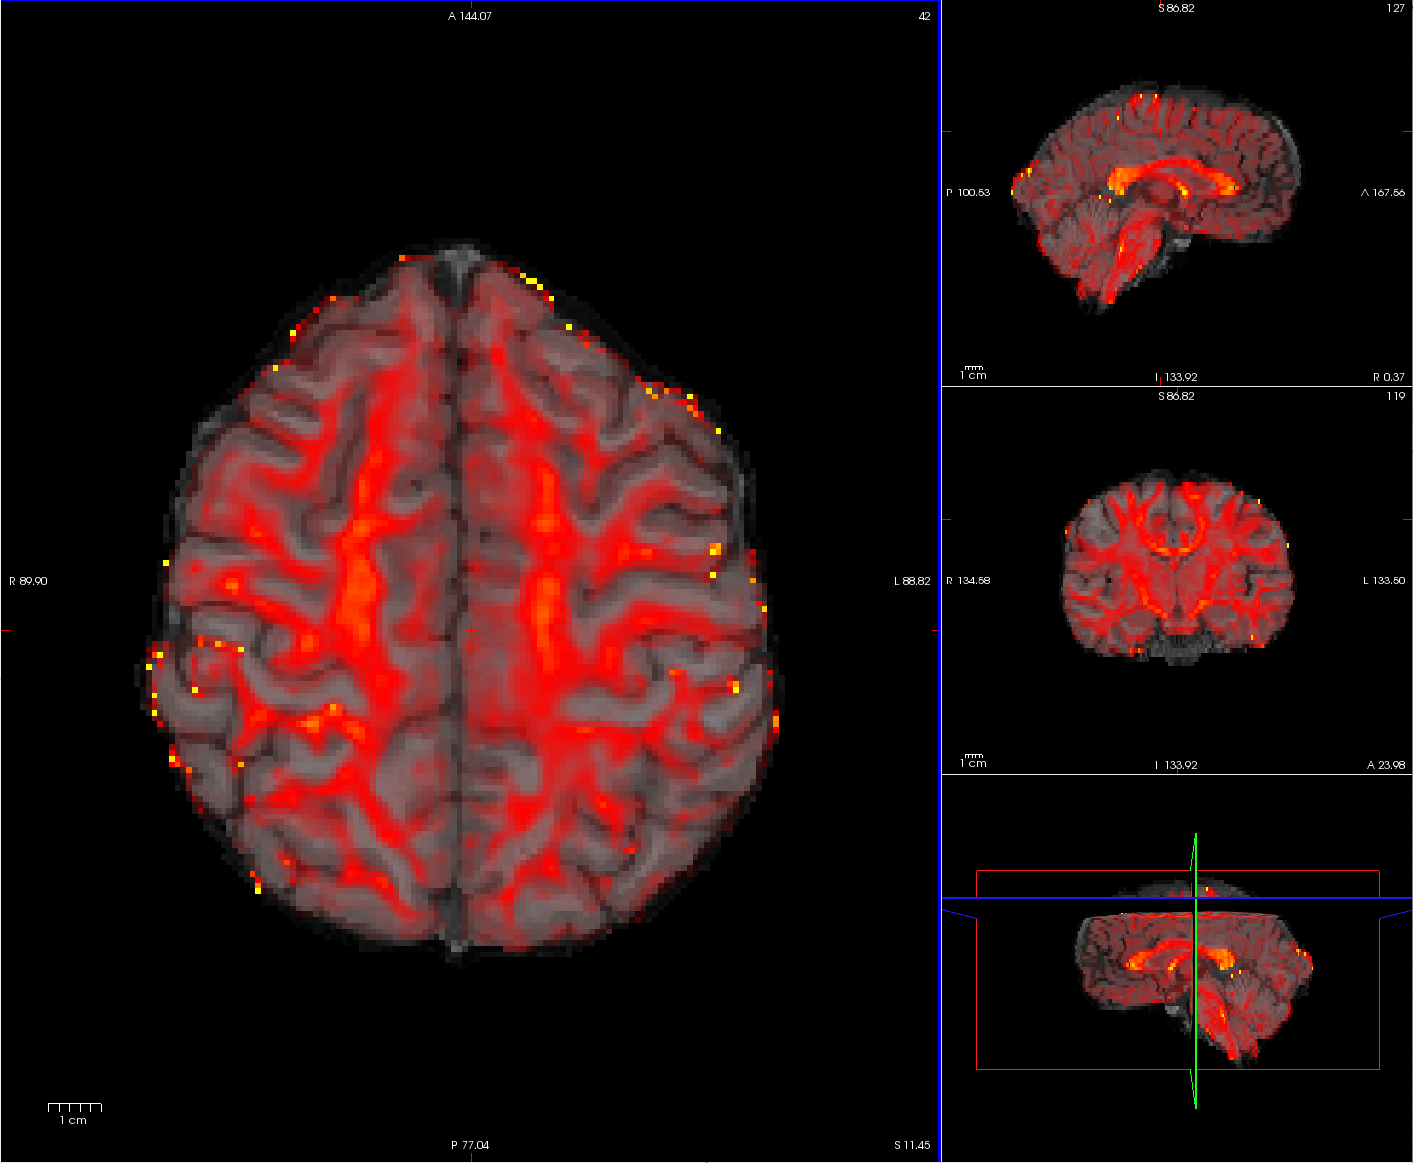 A 144.07
42
R 89.90
L 88.82
1 cm
P 77.04
S 11.45
S 86.82
127
P 100.53
A 167.56
1 cm
I 133.92
R 0.37
S 86.82
119
R 134.58
L 133.60
1 cm
I 133.92
A 23.98